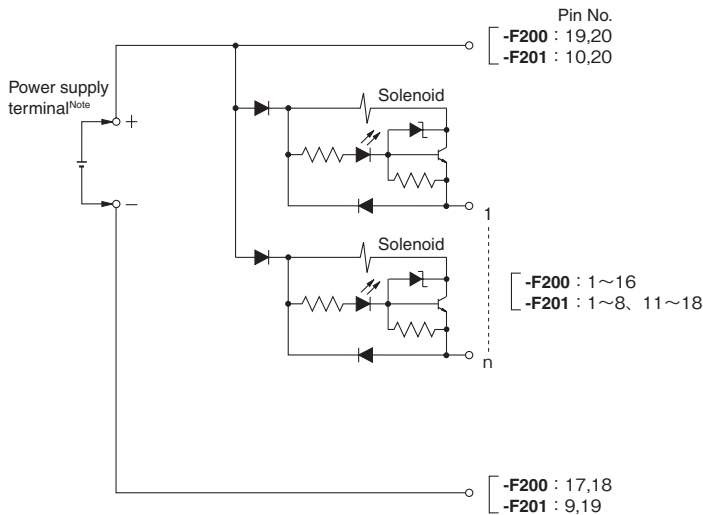 Pin No.
-F200：19,20
-F201：10,20
Power supply
terminalNote
+
−
Solenoid
1
Solenoid
-F200：1～16
-F201：1～8、11～18
n
-F200：17,18
-F201：9,19